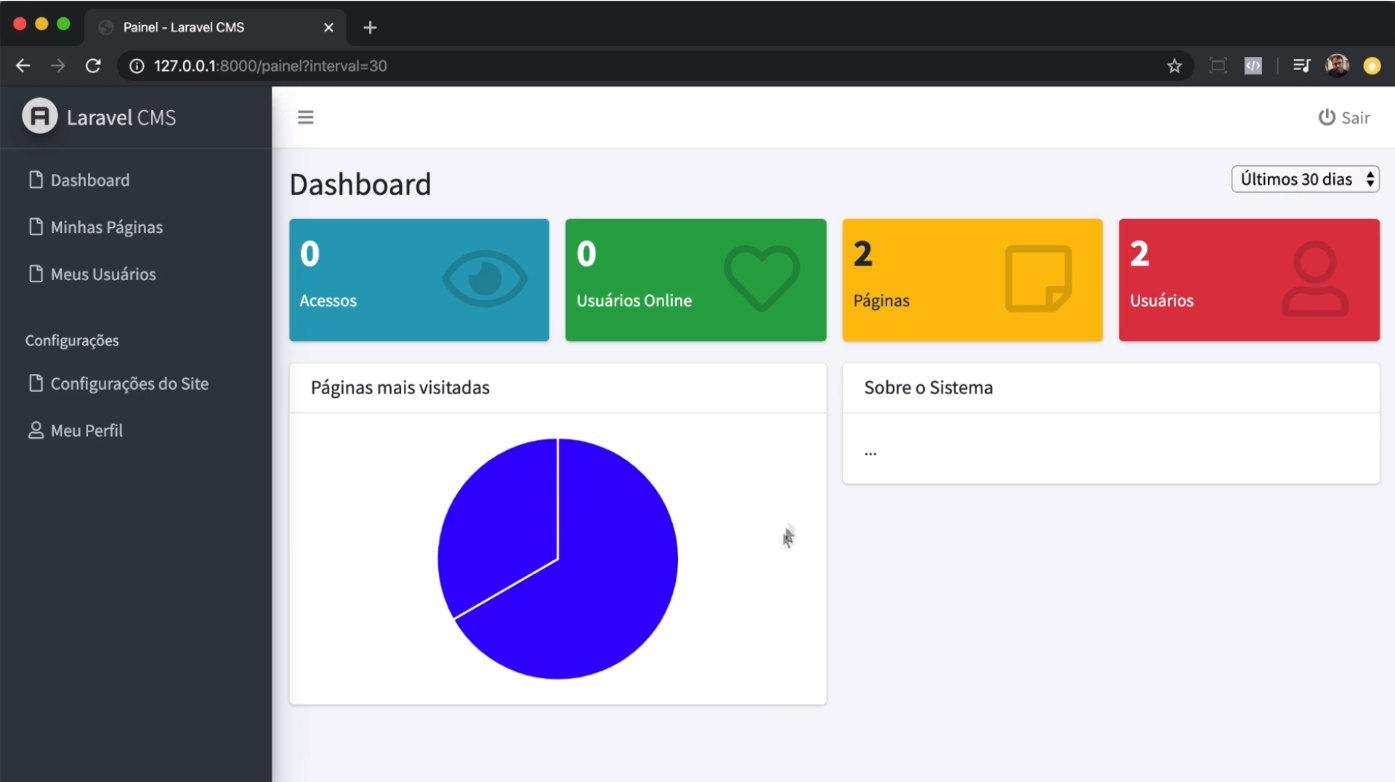 Painel - Laravel CMS
127.0.0.1:8000/painel?interval=30
Laravel CMS
Sair
Dashboard
Minhas Páginas
Meus Usuários
Configurações
Configurações do Site
Meu Perfil
Dashboard
Últimos 30 dias
0
Acessos
0
Usuários Online
2
Páginas
2
Usuários
Páginas mais visitadas
Sobre o Sistema
...